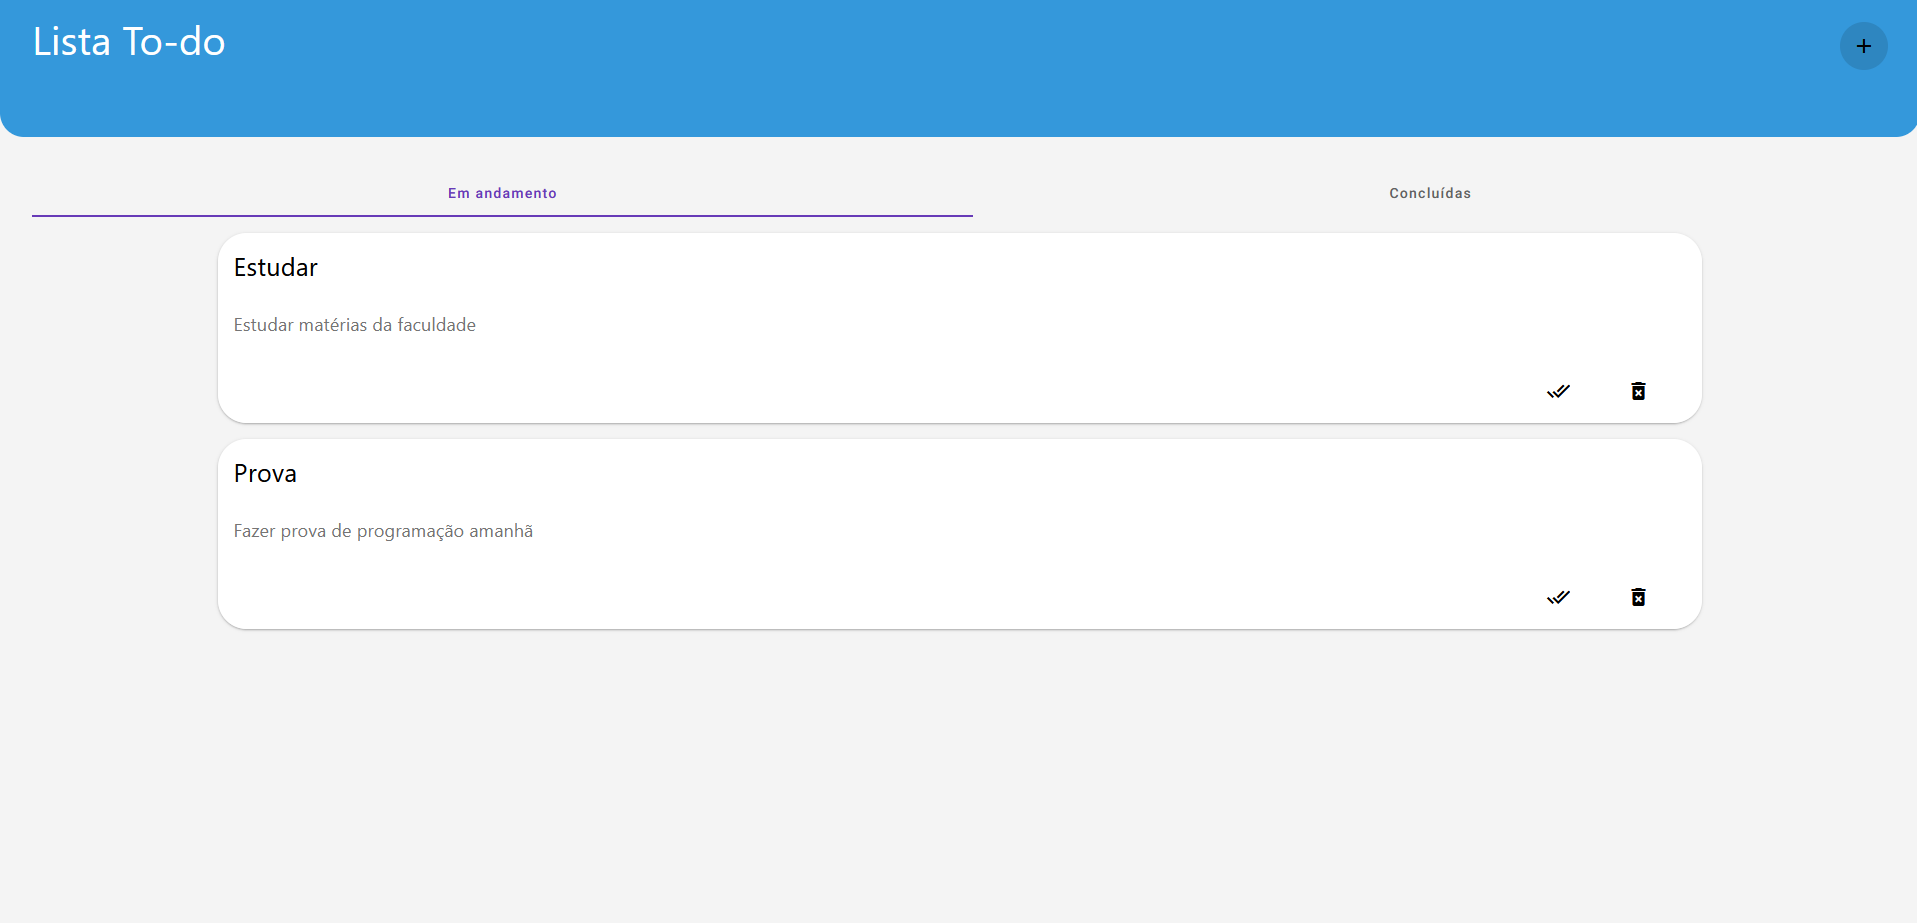 Lista To-do
Em andamento
Concluídas
Estudar
Estudar matérias da faculdade
Prova
Fazer prova de programação amanhã